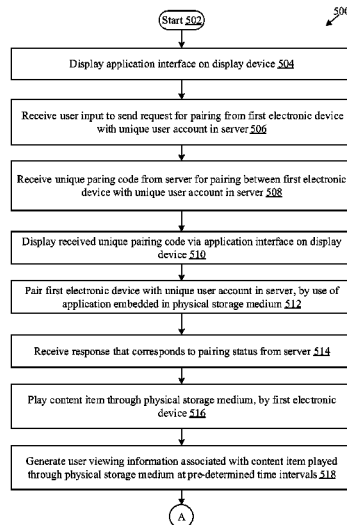 500
Start 502
Display application interface on display device 504
Receive user input to send request for pairing from first electronic device
with unique user account in server 506
Receive unique paring code from server for pairing between first electronic
device with unique user account in server 508
Display received unique pairing code via application interface on display
device 510
Pair first electronic device with unique user account in server, by use of
application embedded in physical storage medium 512
Receive response that corresponds to pairing status from server 514
Play content item through physical storage medium, by first electronic
device 516
Generate user viewing information associated with content item played
through physical storage medium at pre-determined time intervals 518
A